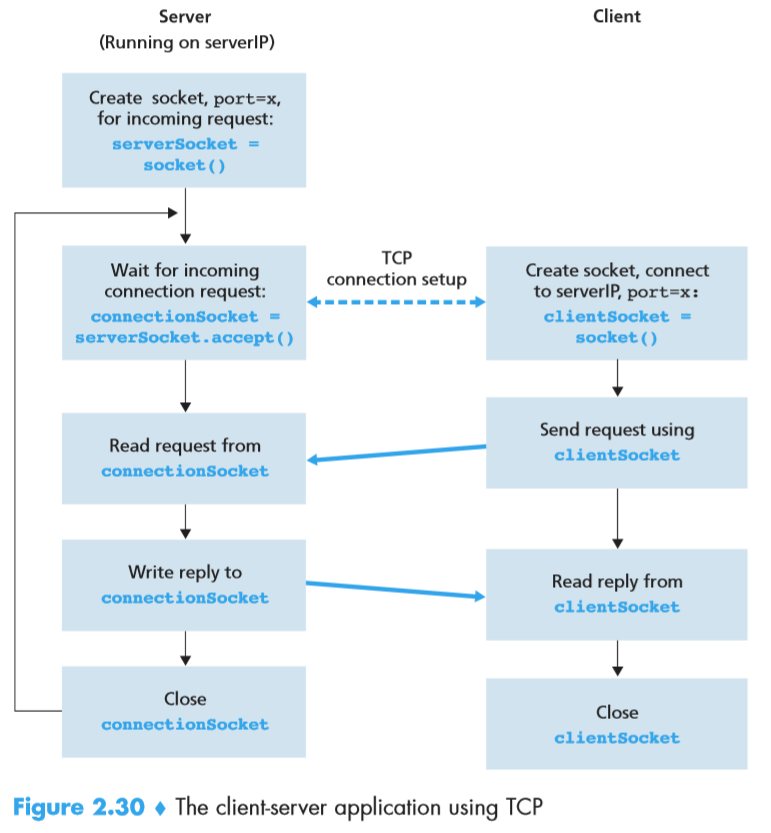 Server
(Running on serverIP)
Client
Create socket, port=x,
for incoming request:
serverSocket =
socket()
Wait for incoming
connection request:
connectionSocket =
serverSocket.accept()
TCP
connection setup
Create socket, connect
to serverIP, port=x:
clientSocket =
socket()
Read request from
connectionSocket
Send request using
clientSocket
Write reply to
connectionSocket
Read reply from
clientSocket
Close
connectionSocket
Close
clientSocket
Figure 2.30 ♦ The client-server application using TCP